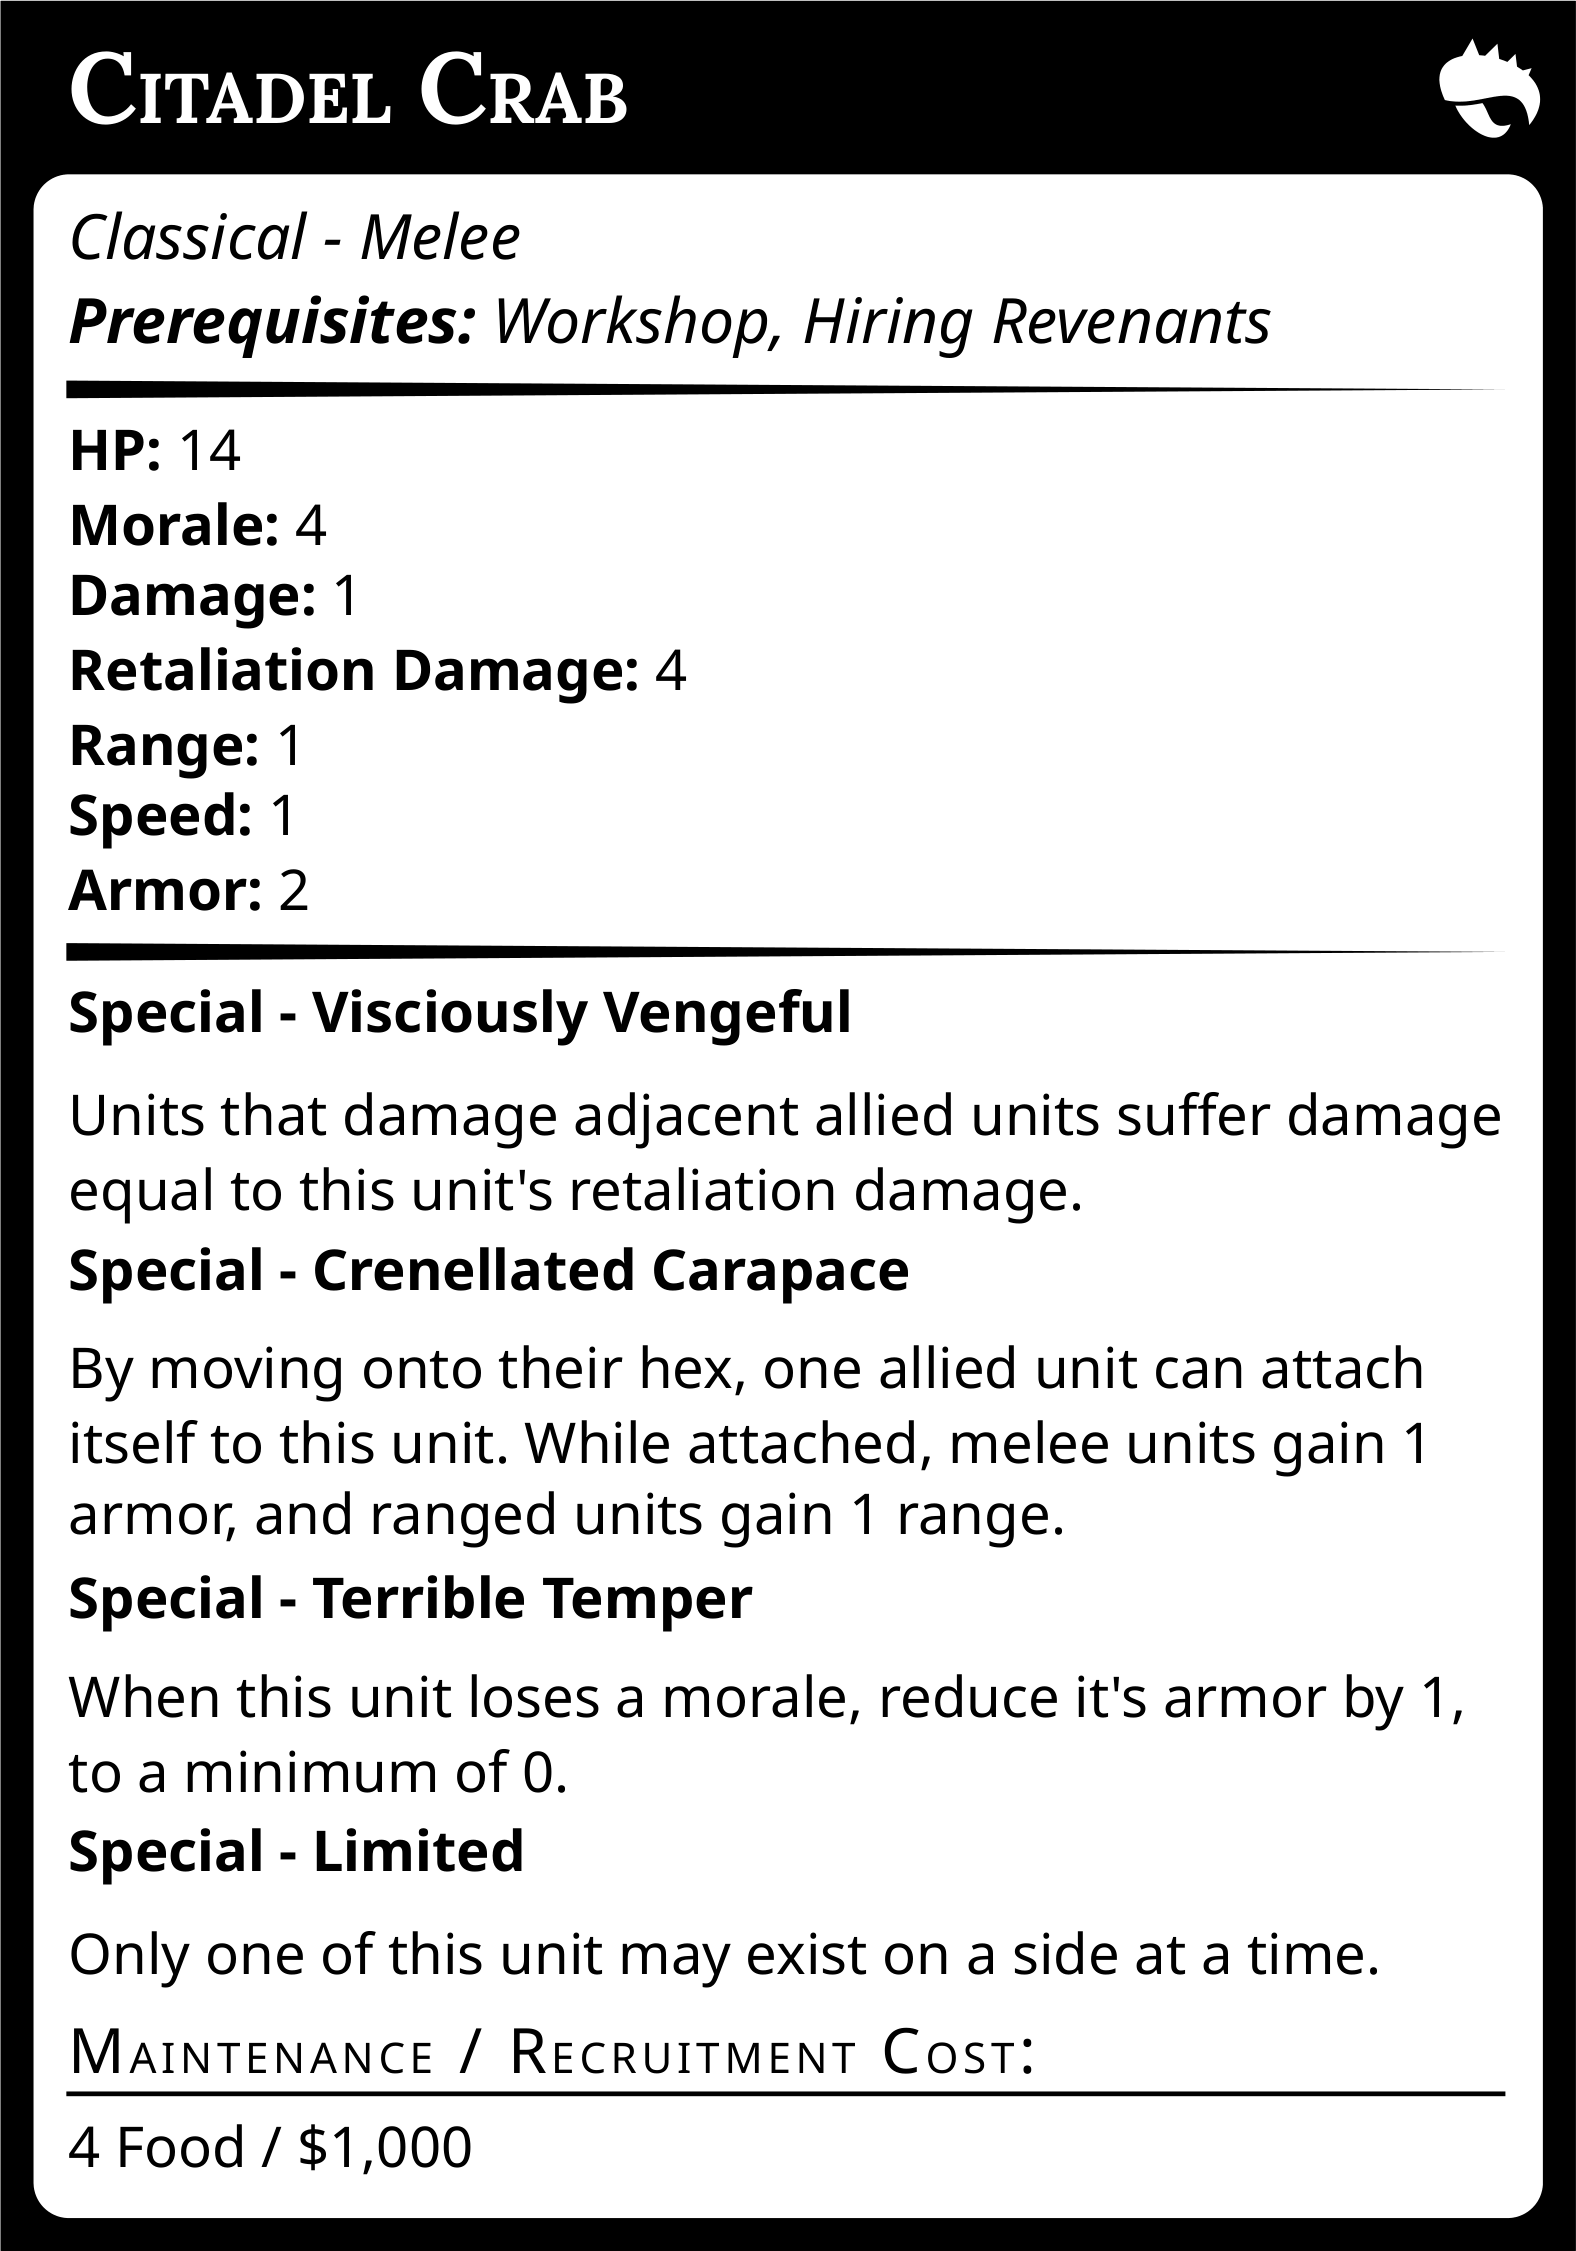 Citadel Crab
Classical - Melee
Prerequisites: Workshop, Hiring Revenants
HP: 14
Morale: 4
Damage: 1
Retaliation Damage: 4
Range: 1
Speed: 1
Armor: 2
Special - Visciously Vengeful
Units that damage adjacent allied units suffer damage
equal to this unit's retaliation damage.
Special - Crenellated Carapace
By moving onto their hex, one allied unit can attach
itself to this unit. While attached, melee units gain 1
armor, and ranged units gain 1 range.
Special - Terrible Temper
When this unit loses a morale, reduce it's armor by 1,
to a minimum of 0.
Special - Limited
Only one of this unit may exist on a side at a time.
Maintenance / Recruitment Cost:
4 Food / $1,000